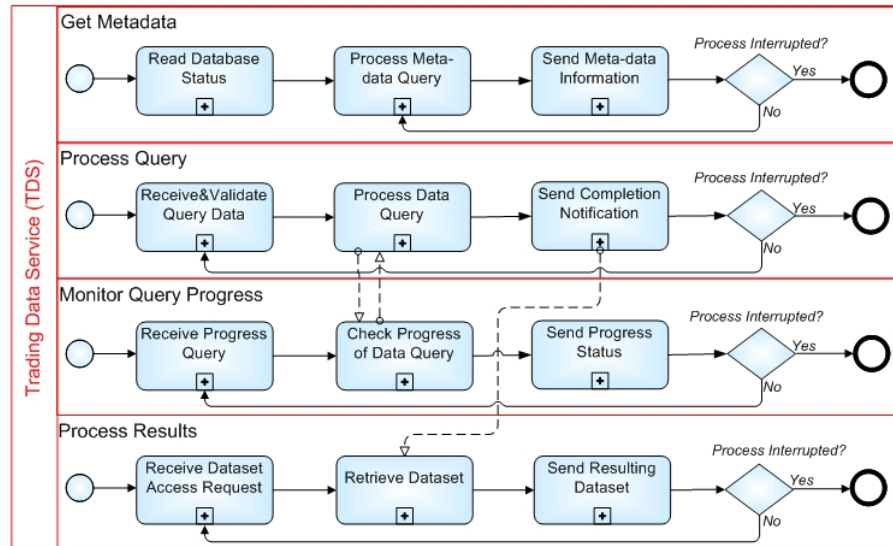 Trading Data Service (TDS)
Get Metadata
Read Database
Status
Process Meta-
data Query
Send Meta-data
Information
Process Interrupted?
Yes
No
Process Query
Receive&Validate
Query Data
Process Data
Query
Send Completion
Notification
Process Interrupted?
Yes
No
Monitor Query Progress
Receive Progress
Query
Check Progress
of Data Query
Send Progress
Status
Process Interrupted?
Yes
No
Process Results
Receive Dataset
Access Request
Retrieve Dataset
Send Resulting
Dataset
Process Interrupted?
Yes
No